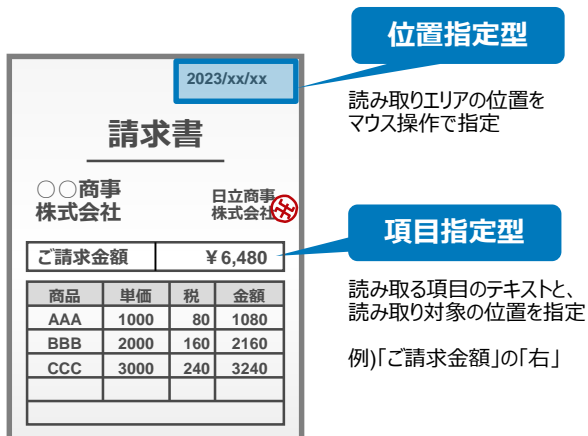 位置指定型
2023/xx/xx
読み取りエリアの位置を
マウス操作で指定
請求書
○○商事
株式会社
日立商事
株式会社
項目指定型
ご請求金額 ¥6,480
読み取る項目のテキストと、
読み取り対象の位置を指定
例)「ご請求金額」の「右」
商品 単価 税 金額
AAA 1000 80 1080
BBB 2000 160 2160
CCC 3000 240 3240